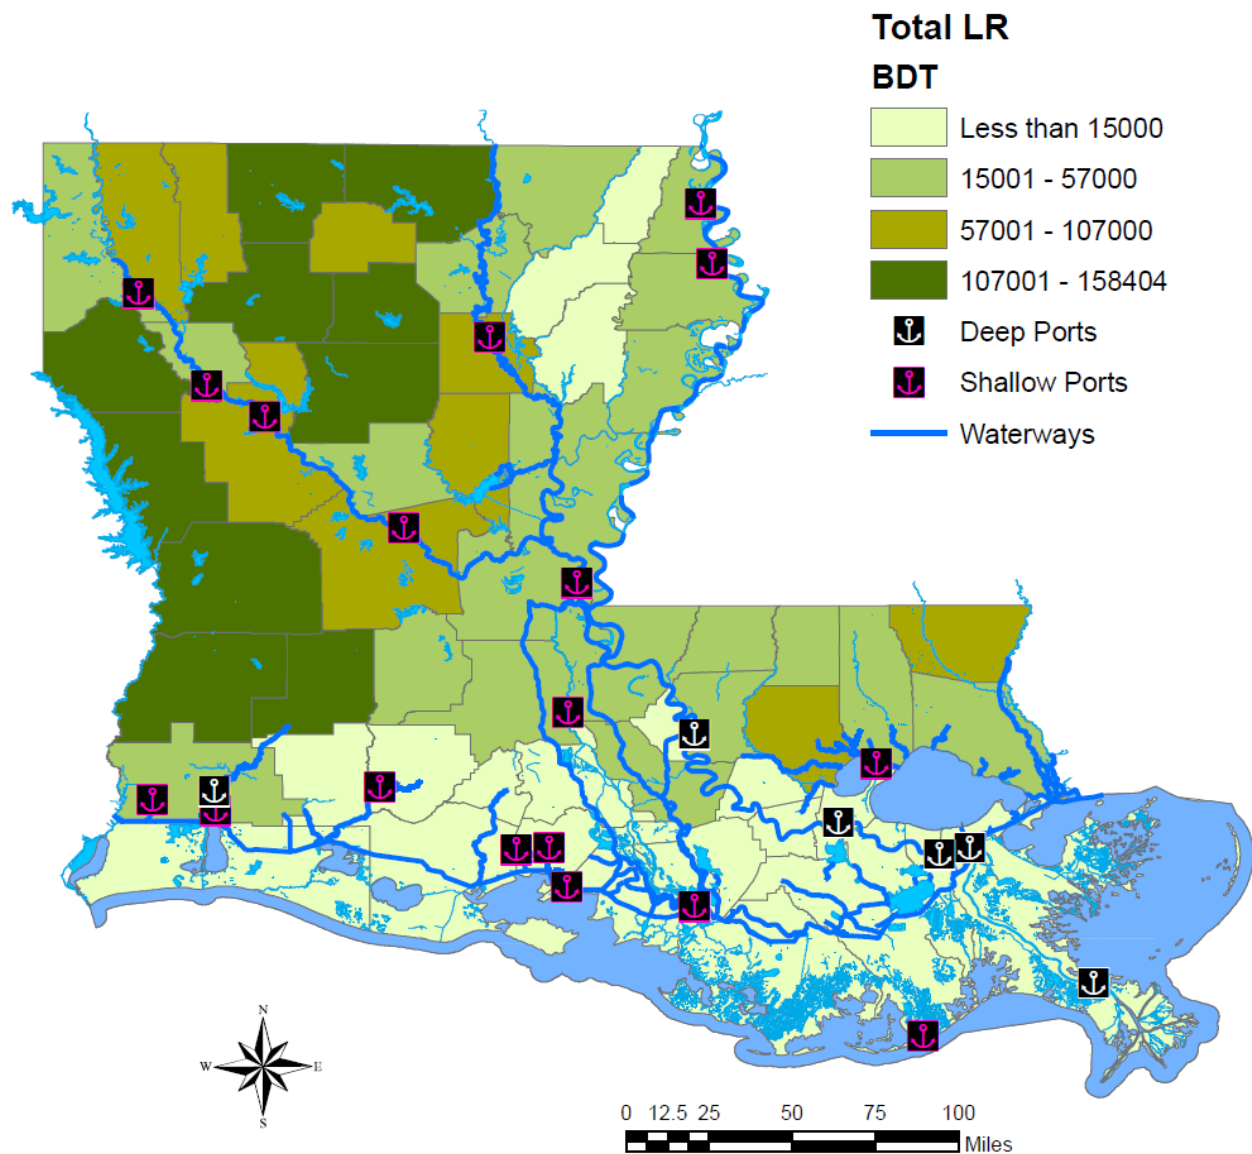 Total LR
BDT
Less than 15000
15001 - 57000
57001 - 107000
107001 - 158404
Deep Ports
Shallow Ports
Waterways
N
W E
S
0 12.5 25 50 75 100
Miles